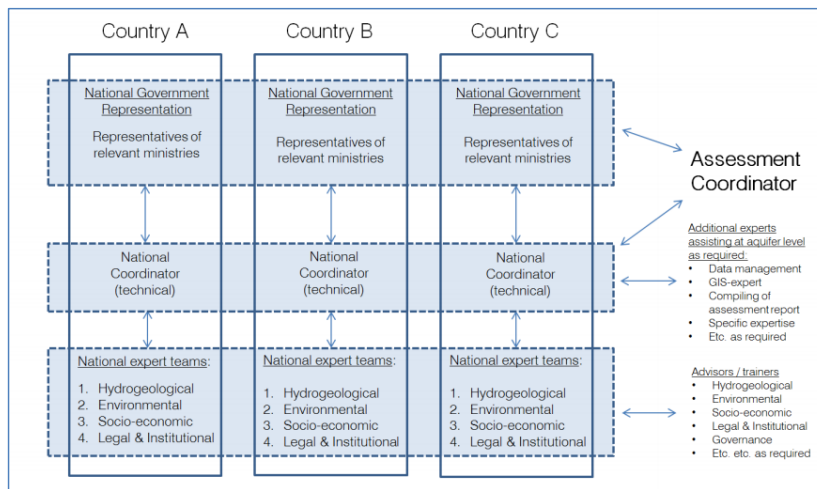 Country A
Country B
Country C
National Government
Representation
Representatives of
relevant ministries
National Government
Representation
Representatives of
relevant ministries
National Government
Representation
Representatives of
relevant ministries
Assessment
Coordinator
National
Coordinator
(technical)
National
Coordinator
(technical)
National
Coordinator
(technical)
Additional experts
assisting at aquifer level
as required:
• Data management
• GIS-expert
• Compiling of
assessment report
• Specific expertise
• Etc. as required
National expert teams:
1. Hydrogeological
2. Environmental
3. Socio-economic
4. Legal & Institutional
National expert teams:
1. Hydrogeological
2. Environmental
3. Socio-economic
4. Legal & Institutional
National expert teams:
1. Hydrogeological
2. Environmental
3. Socio-economic
4. Legal & Institutional
Advisors / trainers
• Hydrogeological
• Environmental
• Socio-economic
• Legal & Institutional
• Governance
• Etc. etc. as required